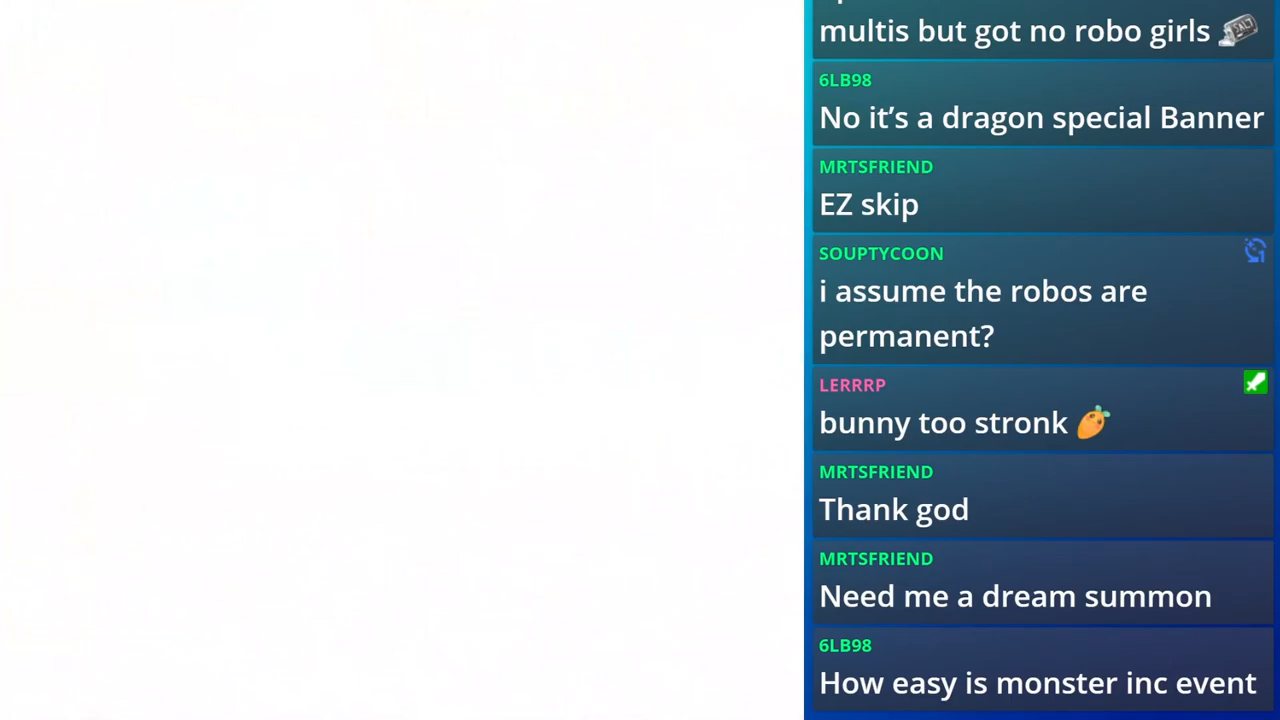 multis but got no robo girls
6LB98
No it’s a dragon special Banner
MRTSFRIEND
EZ skip
SOUPTYCOON
i assume the robos are
permanent?
LERRRP
bunny too stronk
MRTSFRIEND
Thank god
MRTSFRIEND
Need me a dream summon
6LB98
How easy is monster inc event